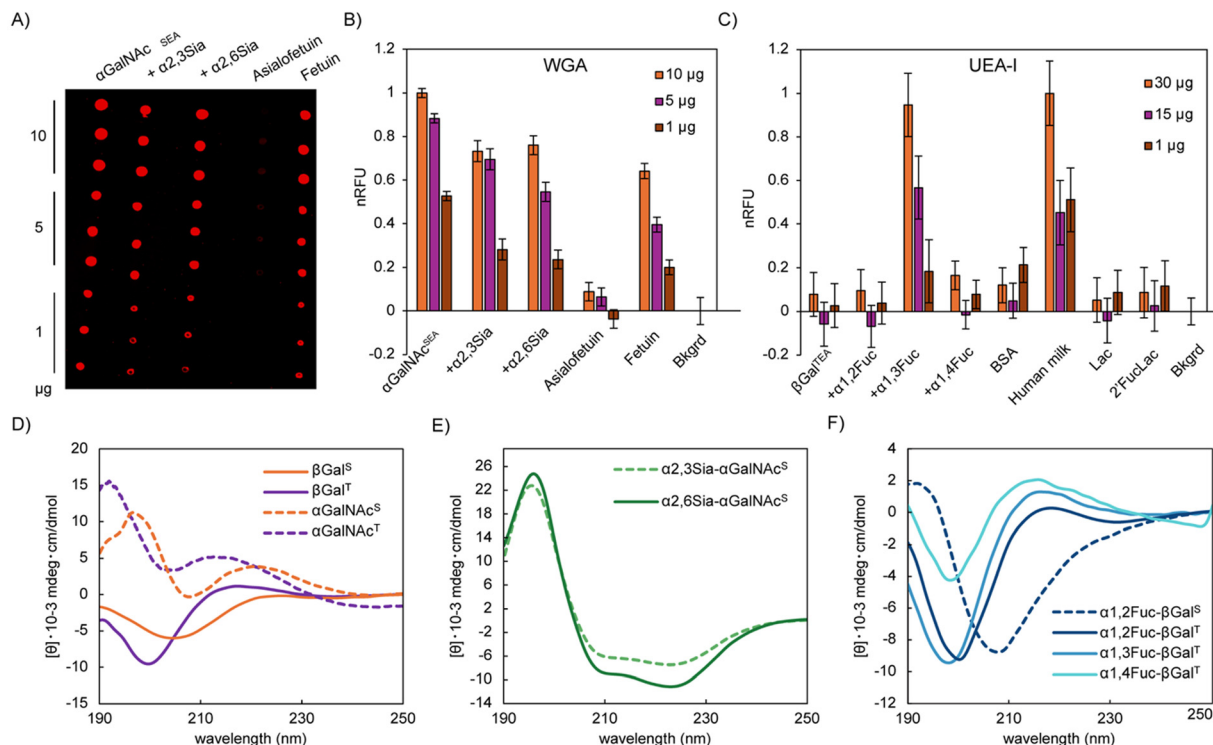 A)
αGalNAc SEA
+ α2,3Sia
+ α2,6Sia
Asialofetuin
Fetuin
10
5
1
µg
B)
WGA
10 µg
5 µg
1 µg
nRFU
1.2
1
0.8
0.6
0.4
0.2
0
-0.2
αGalNAcSEA
+α2,3Sia
+α2,6Sia
Asialofetuin
Fetuin
Bkgrd
C)
UEA-I
30 µg
15 µg
1 µg
nRFU
1.2
1
0.8
0.6
0.4
0.2
0
-0.2
βGalTEA
+α1,2Fuc
+α1,3Fuc
+α1,4Fuc
BSA
Human milk
Lac
2'FucLac
Bkgrd
D)
βGalS
βGalT
αGalNAcS
αGalNAcT
[θ]·10-3 mdeg·cm/dmol
20
15
10
5
0
-5
-10
-15
190 210 230 250
wavelength (nm)
E)
α2,3Sia-αGalNAcS
α2,6Sia-αGalNAcS
[θ]·10-3 mdeg·cm/dmol
26
22
18
14
10
6
2
-2
-6
-10
-14
190 210 230 250
wavelength (nm)
F)
α1,2Fuc-βGalS
α1,2Fuc-βGalT
α1,3Fuc-βGalT
α1,4Fuc-βGalT
[θ]·10-3 mdeg·cm/dmol
4
2
0
-2
-4
-6
-8
-10
-12
190 210 230 250
wavelength (nm)